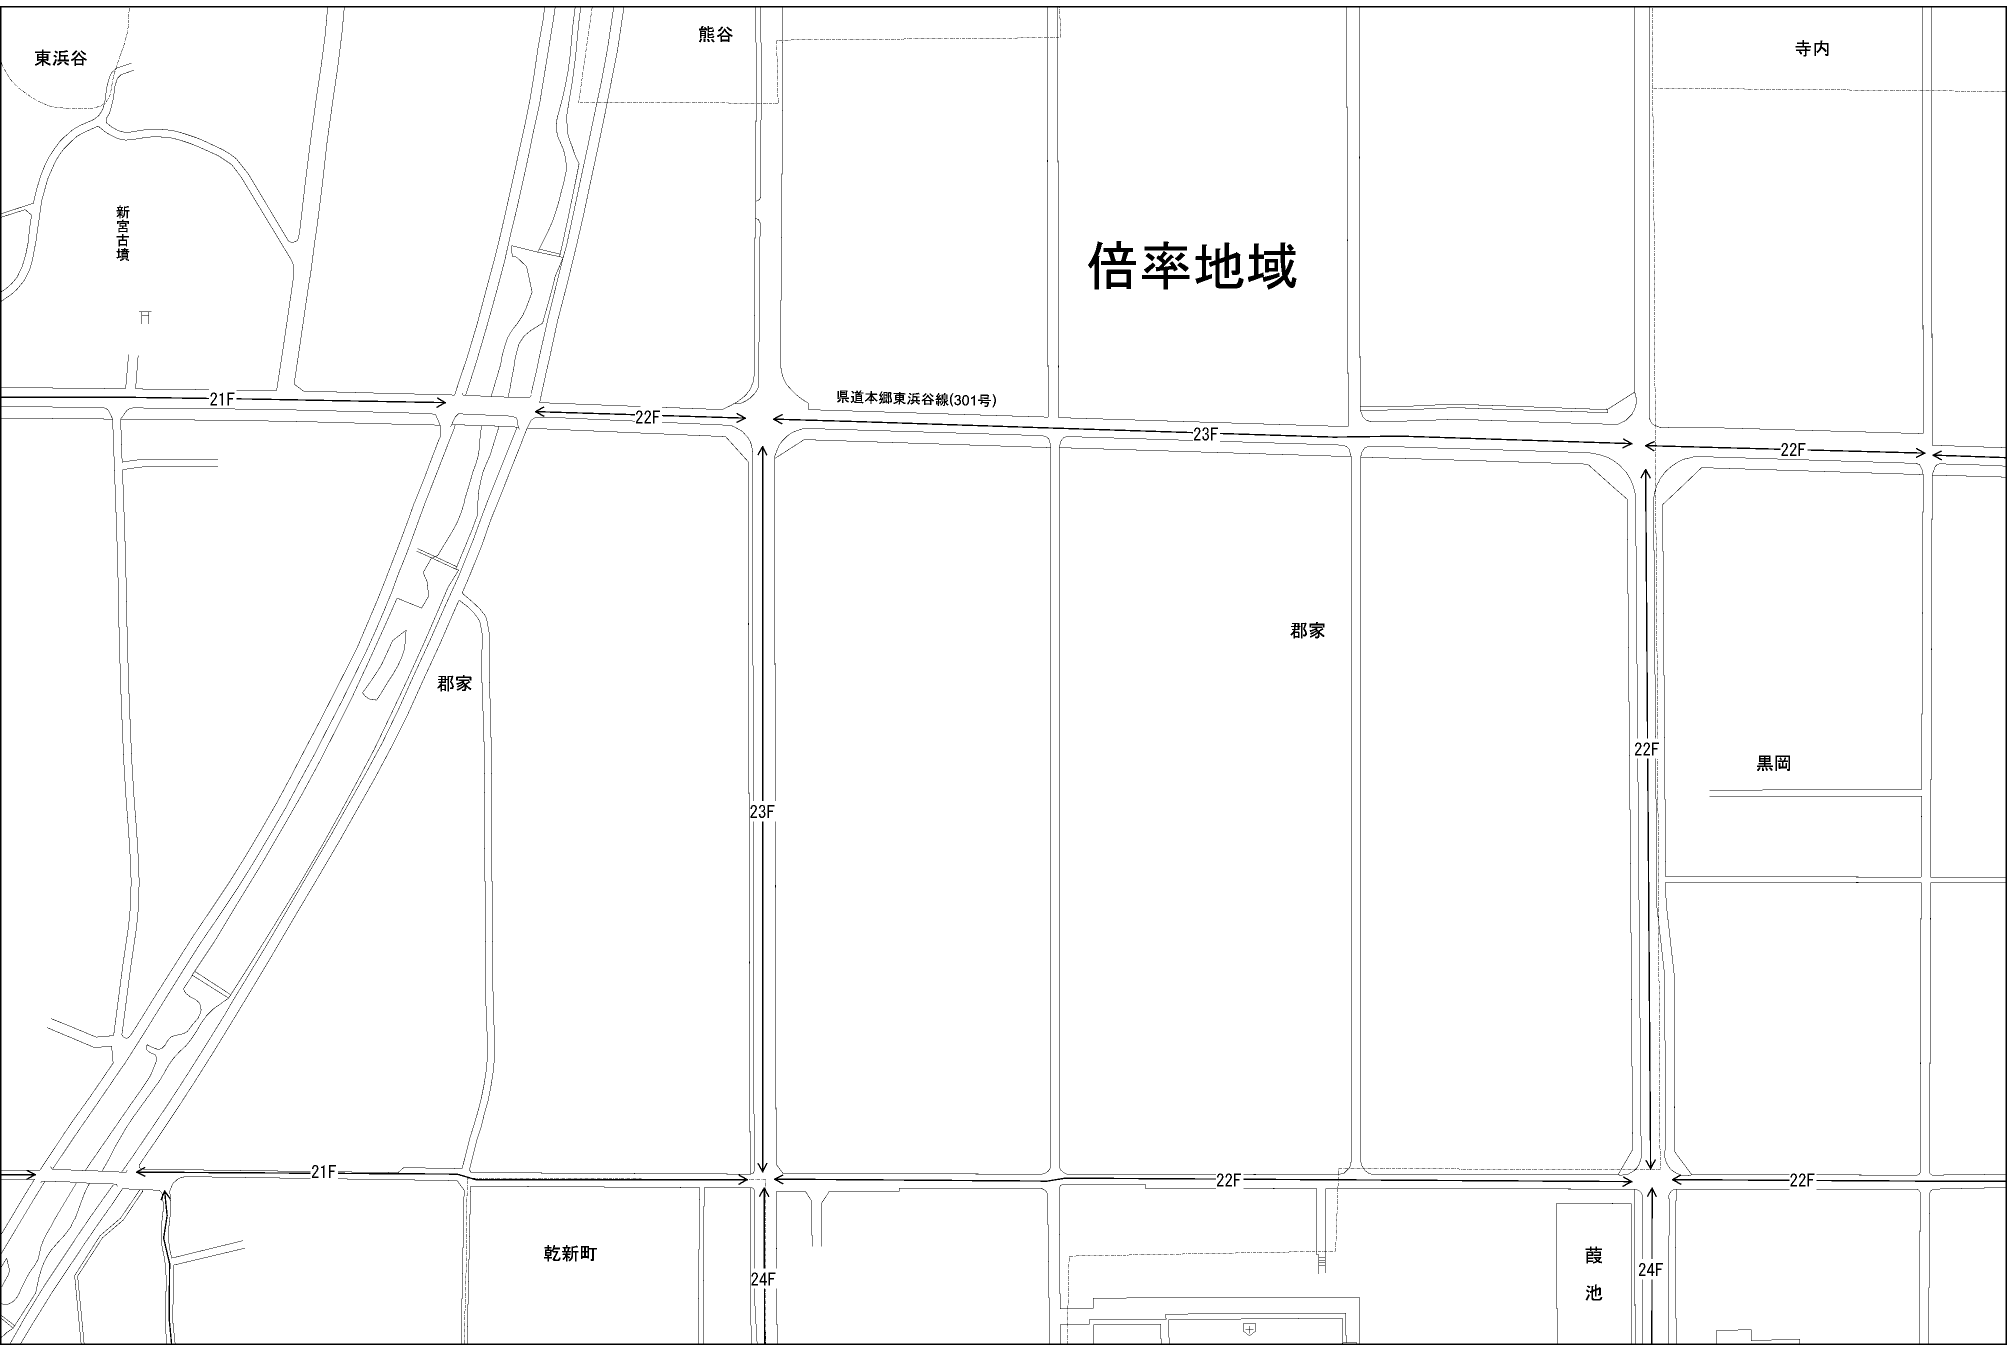 東浜谷
熊谷
寺内
新宮古墳
倍率地域
21F
22F
県道本郷東浜谷線(301号)
23F
22F
郡家
郡家
22F
黒岡
23F
21F
22F
22F
乾新町
24F
葭池
24F